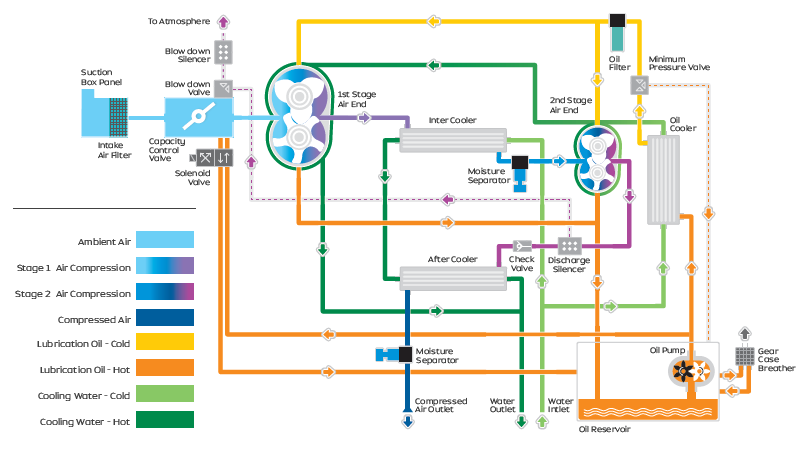 To Atmosphere
Blow down
Silencer
Oil
Filter
Minimum
Pressure Valve
Suction
Box Panel
Blow down
Valve
1st Stage
Air End
2nd Stage
Air End
Inter Cooler
Oil
Cooler
Intake
Air Filter
Capacity
Control
Valve
Solenoid
Valve
Moisture
Separator
Ambient Air
Stage 1 Air Compression
Stage 2 Air Compression
Compressed Air
Lubrication Oil - Cold
Lubrication Oil - Hot
Cooling Water - Cold
Cooling Water - Hot
After Cooler
Check
Valve
Discharge
Silencer
Moisture
Separator
Oil Pump
Gear
Case
Breather
Compressed
Air Outlet
Water
Outlet
Water
Intlet
Oil Reservoir